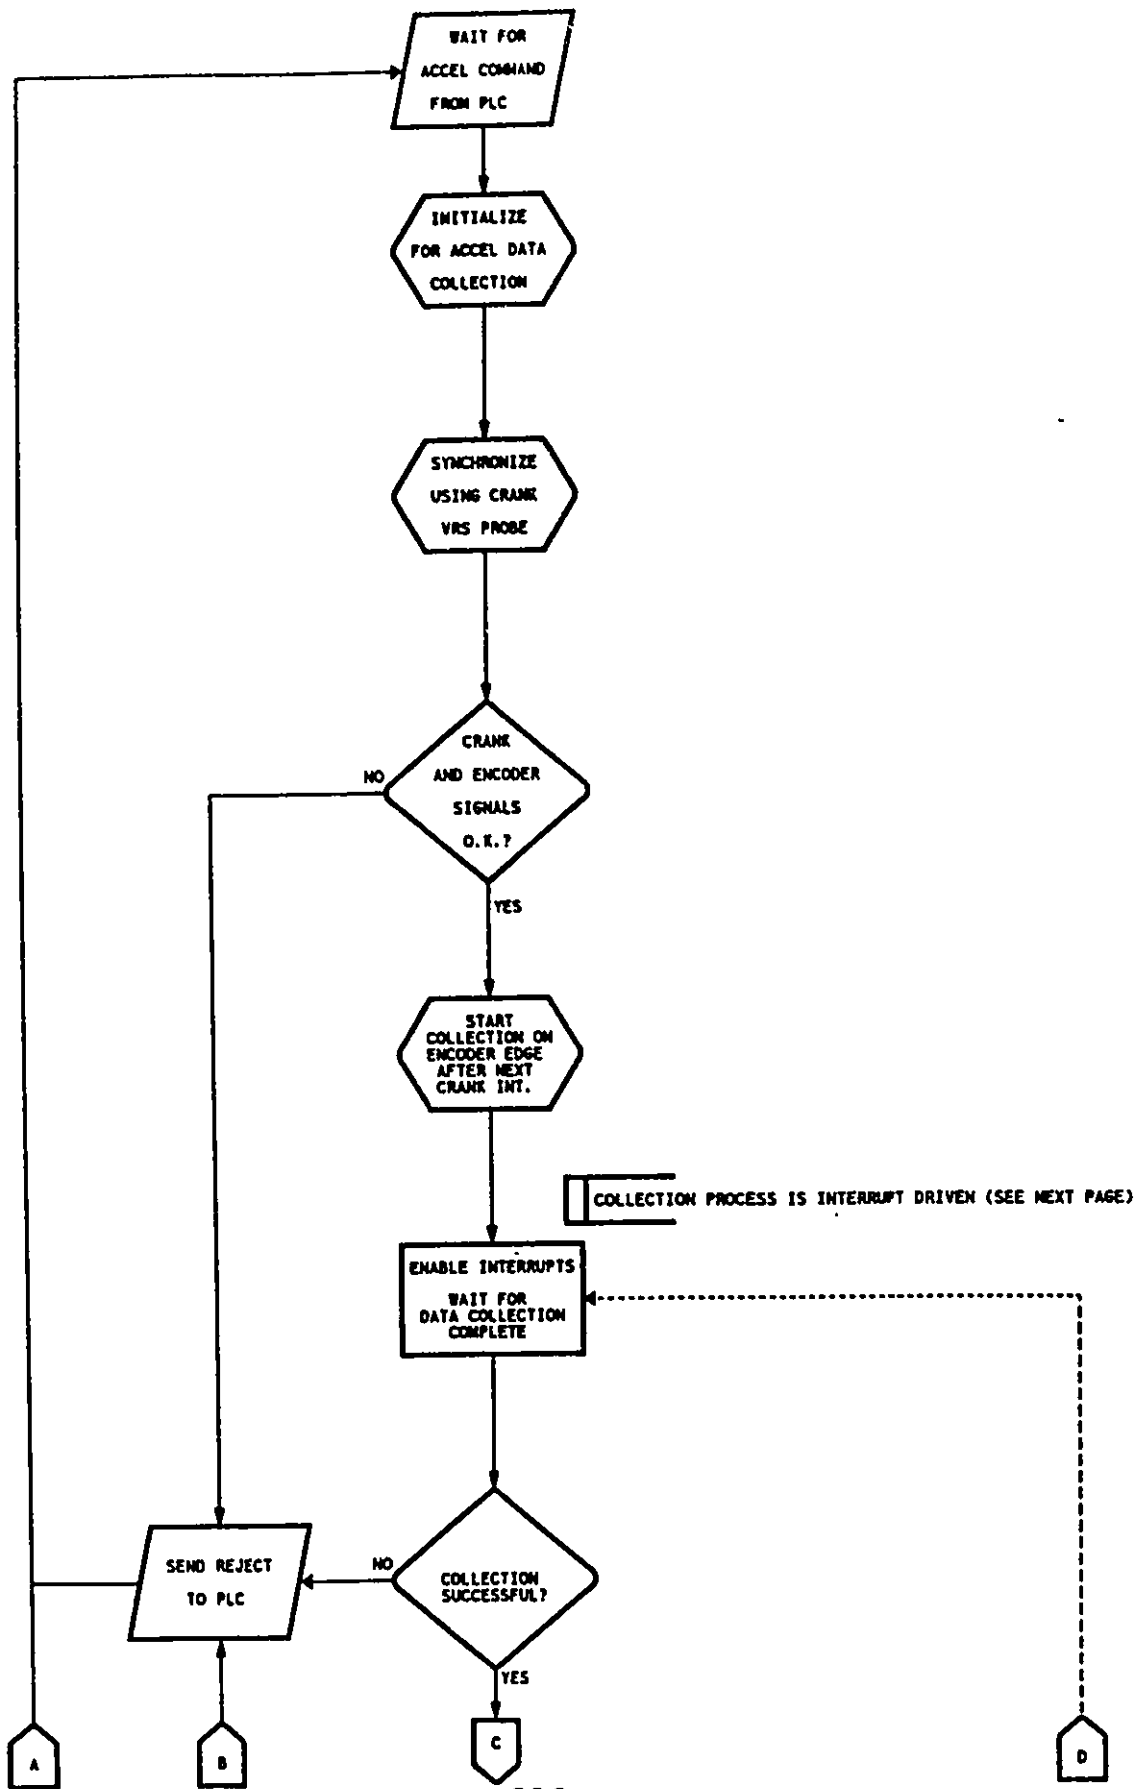 WAIT FOR
ACCEL COMMAND
FROM PLC
INITIALIZE
FOR ACCEL DATA
COLLECTION
SYNCHRONIZE
USING CRANK
VRS PROBE
CRANK
AND ENCODER
SIGNALS
O.K.?
NO
YES
START
COLLECTION ON
ENCODER EDGE
AFTER NEXT
CRANK INT.
COLLECTION PROCESS IS INTERRUPT DRIVEN (SEE NEXT PAGE)
ENABLE INTERRUPTS
WAIT FOR
DATA COLLECTION
COMPLETE
SEND REJECT
TO PLC
NO
COLLECTION
SUCCESSFUL?
YES
A
B
C
D